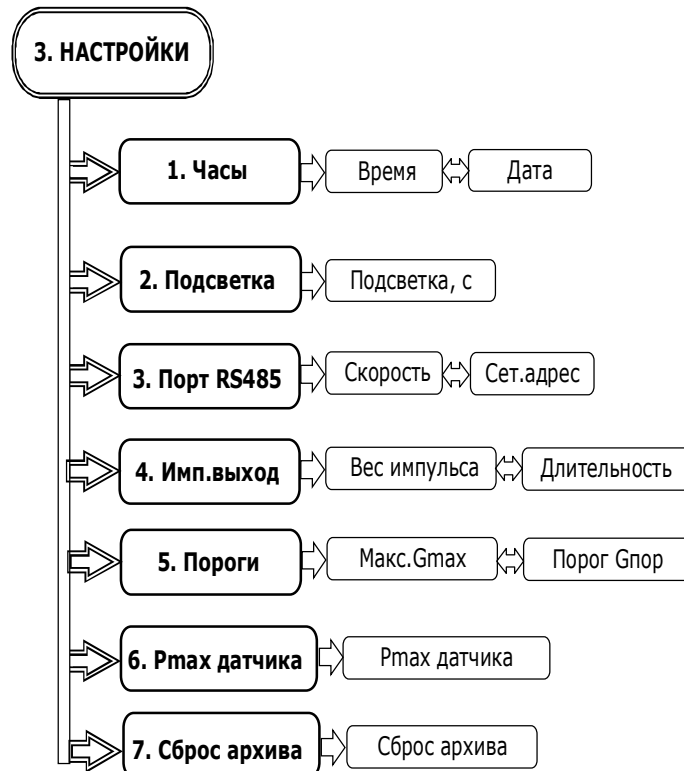 3. НАСТРОЙКИ
1. Часы Время Дата
2. Подсветка Подсветка, с
3. Порт RS485 Скорость Сет.адрес
4. Имп.выход Вес импульса Длительность
5. Пороги Макс.Gmax Порог Gпор
6. Pmax датчика Pmax датчика
7. Сброс архива Сброс архива